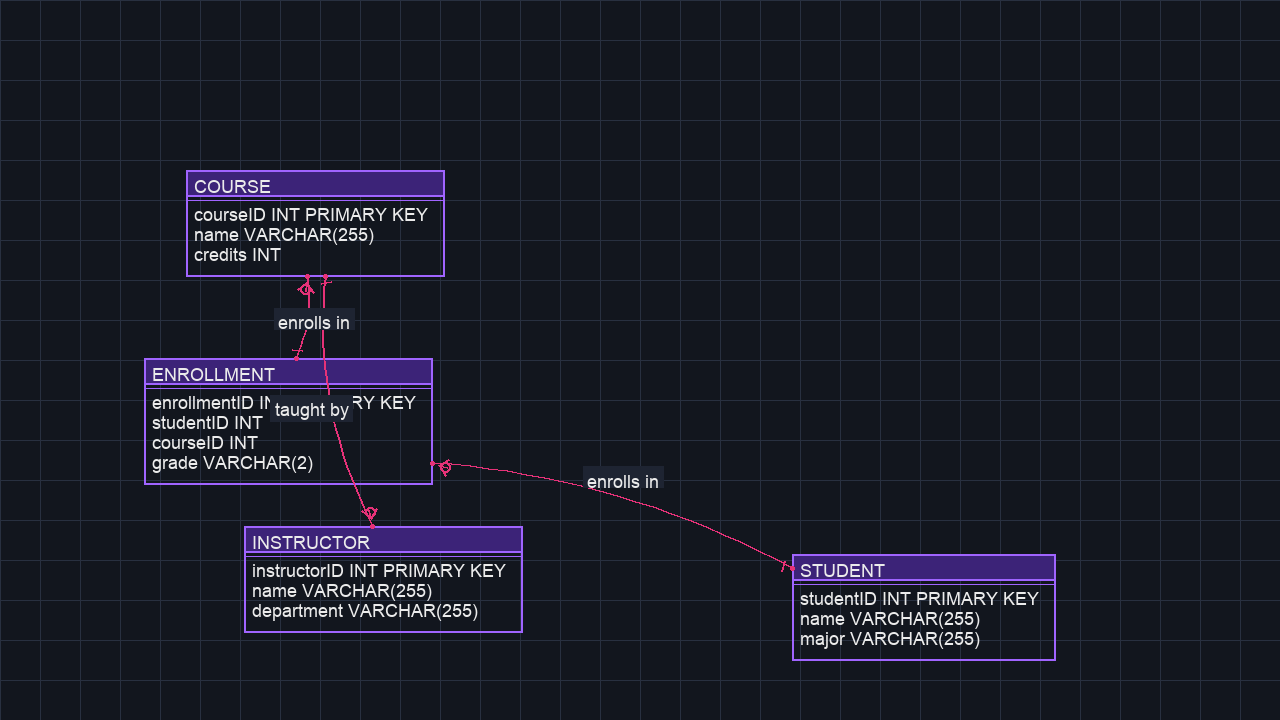 COURSE
courseID INT PRIMARY KEY
name VARCHAR(255)
credits INT
enrolls in
ENROLLMENT
enrollmentID RY KEY
taught by
studentID INT
courseID INT
grade VARCHAR(2)
enrolls in
INSTRUCTOR
instructorID INT PRIMARY KEY
name VARCHAR(255)
department VARCHAR(255)
STUDENT
studentID INT PRIMARY KEY
name VARCHAR(255)
major VARCHAR(255)